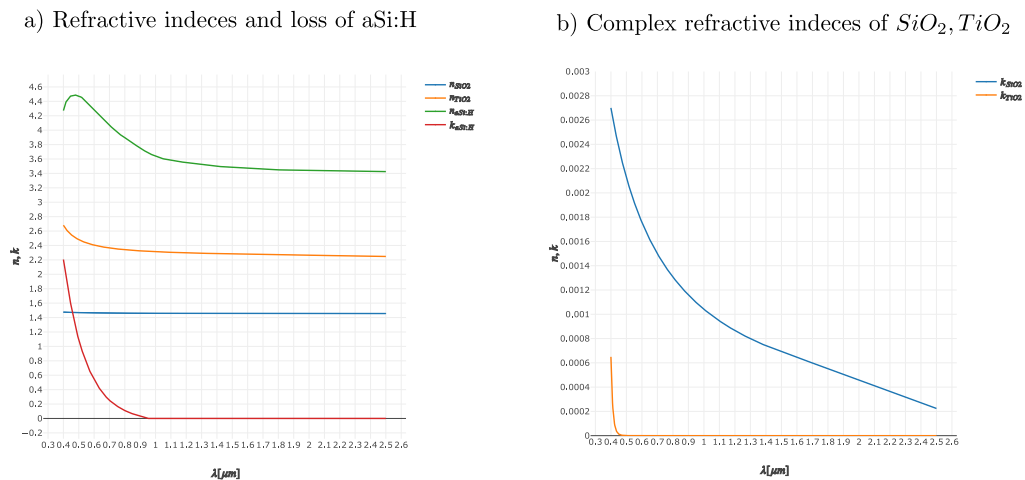 a) Refractive indeces and loss of aSi:H
b) Complex refractive indeces of SiO₂, TiO₂
4.6
4.4
4.2
4
3.8
3.6
3.4
3.2
3
2.8
2.6
2.4
2.2
2
1.8
1.6
1.4
1.2
1
0.8
0.6
0.4
0.2
0
−0.2
n, k
0.3 0.4 0.5 0.6 0.7 0.8 0.9 1 1.1 1.2 1.3 1.4 1.5 1.6 1.7 1.8 1.9 2 2.1 2.2 2.3 2.4 2.5 2.6
λ[μm]
n_SiO2
n_TiO2
n_aSi:H
k_aSi:H
0.003
0.0028
0.0026
0.0024
0.0022
0.002
0.0018
0.0016
0.0014
0.0012
0.001
0.0008
0.0006
0.0004
0.0002
0
n, k
0.3 0.4 0.5 0.6 0.7 0.8 0.9 1 1.1 1.2 1.3 1.4 1.5 1.6 1.7 1.8 1.9 2 2.1 2.2 2.3 2.4 2.5 2.6
λ[μm]
k_SiO2
k_TiO2